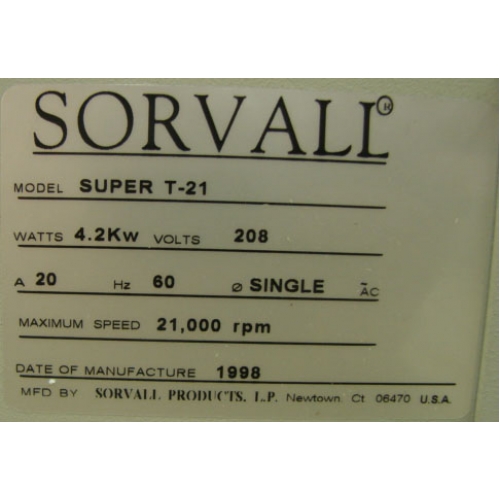 SORVALL®
MODEL SUPER T-21
WATTS 4.2Kw VOLTS 208
A 20 Hz 60 ø SINGLE ~AC
MAXIMUM SPEED 21,000 rpm
DATE OF MANUFACTURE 1998
MFD BY SORVALL PRODUCTS, L.P. Newtown Ct 06470 U.S.A.